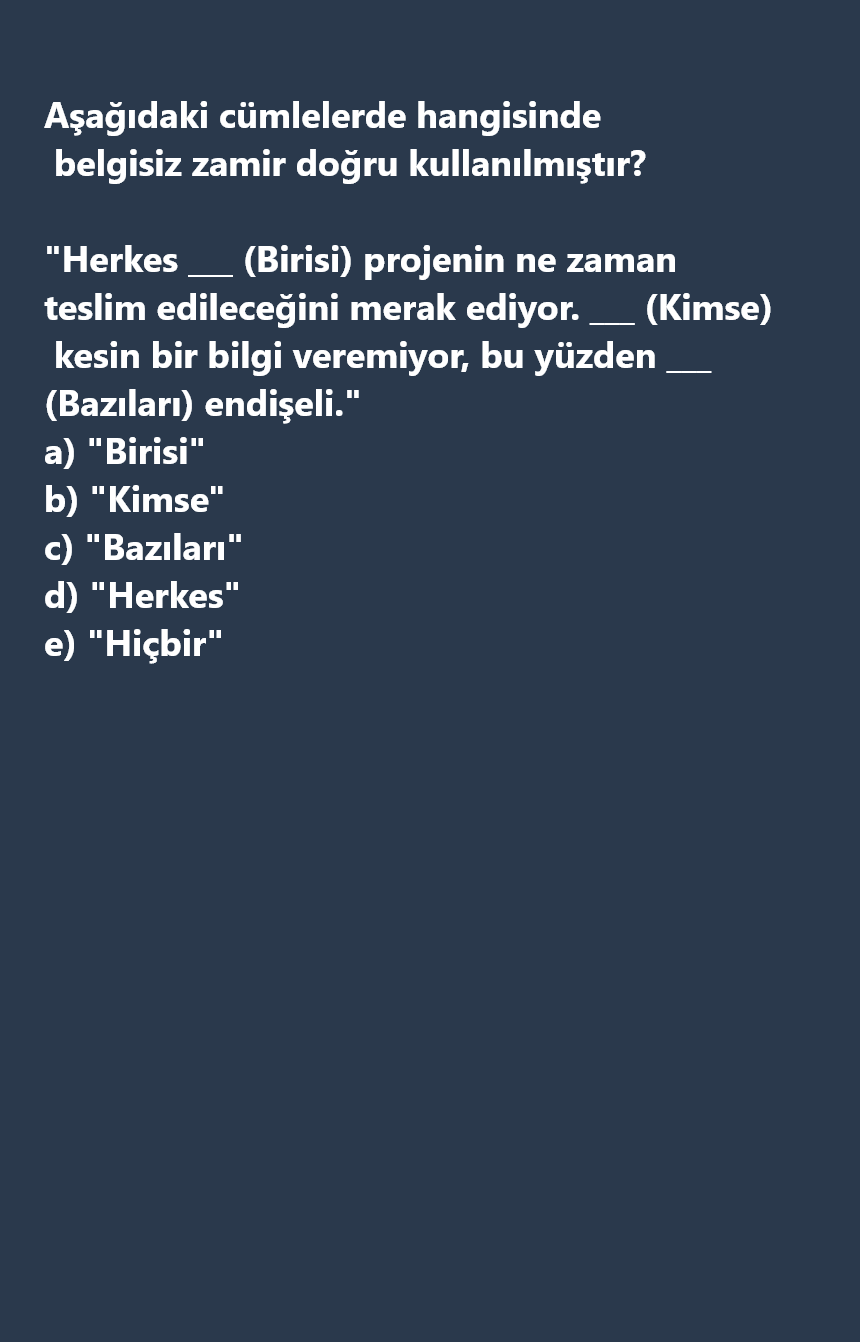 Aşağıdaki cümlelerde hangisinde
belgisiz zamir doğru kullanılmıştır?
"Herkes ___ (Birisi) projenin ne zaman
teslim edileceğini merak ediyor. ___ (Kimse)
kesin bir bilgi veremiyor, bu yüzden ___
(Bazıları) endişeli."
a) "Birisi"
b) "Kimse"
c) "Bazıları"
d) "Herkes"
e) "Hiçbir"